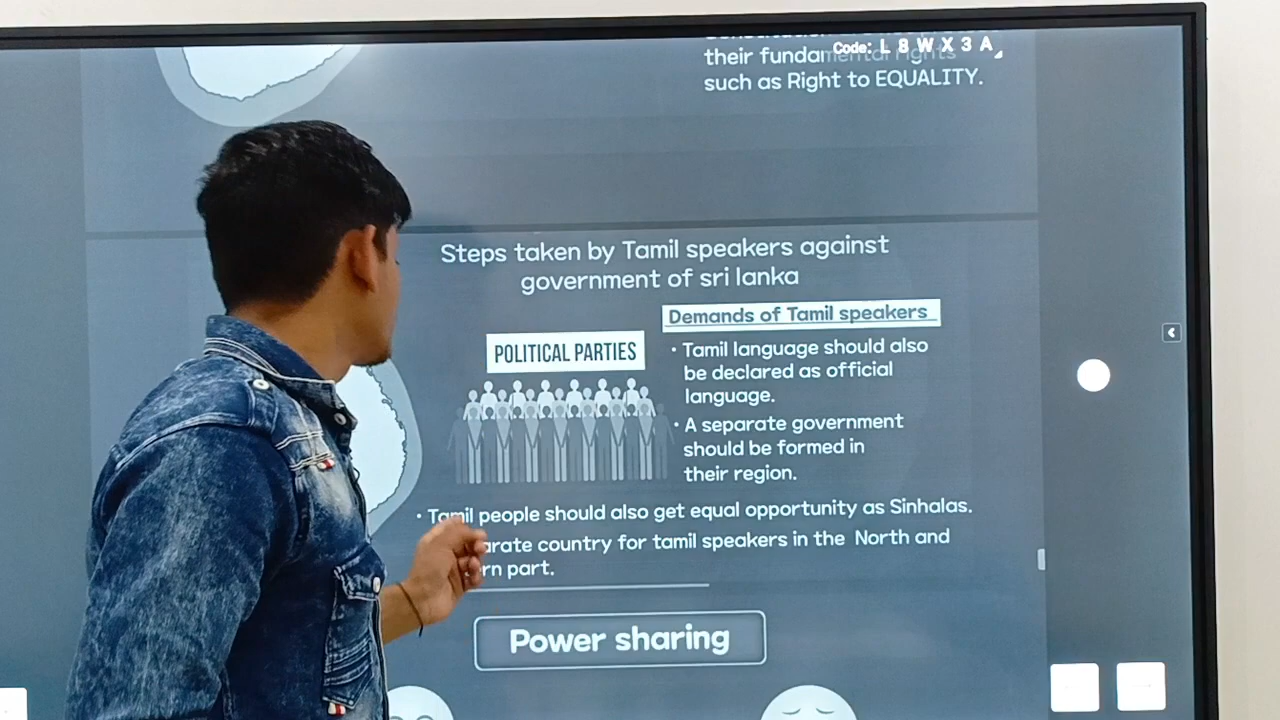 their fundamental rights
Code: L 8 W X 3 A
such as Right to EQUALITY.
Steps taken by Tamil speakers against
government of sri lanka
Demands of Tamil speakers
POLITICAL PARTIES
• Tamil language should also
be declared as official
language.
• A separate government
should be formed in
their region.
• Tamil people should also get equal opportunity as Sinhalas.
country for tamil speakers in the North and
part.
Power sharing